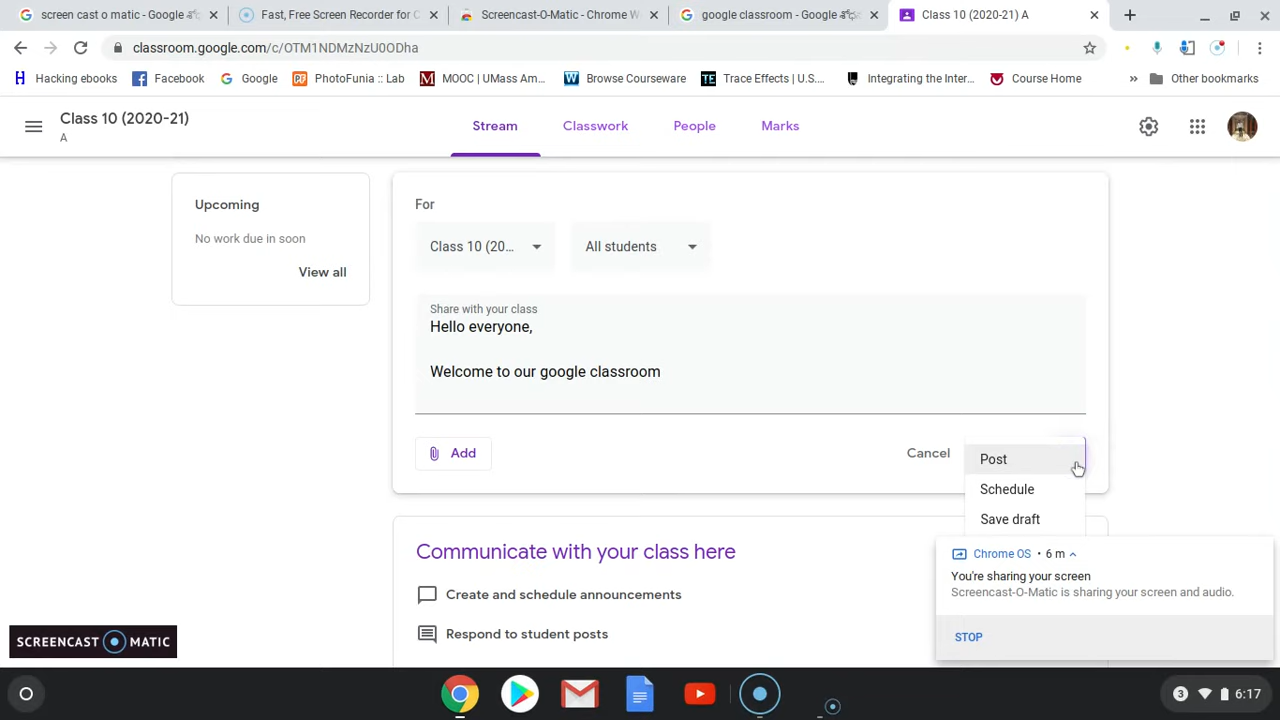 screen cast o matic - Google
Fast, Free Screen Recorder for C
Screencast-O-Matic - Chrome W
google classroom - Google
Class 10 (2020-21) A
classroom.google.com/c/OTM1NDMzNzU0ODha
Hacking ebooks
Facebook
Google
PhotoFunia :: Lab
MOOC | UMass Am...
Browse Courseware
Trace Effects | U.S....
Integrating the Inter...
Course Home
»
Other bookmarks
Class 10 (2020-21)
A
Stream
Classwork
People
Marks
Upcoming
No work due in soon
View all
For
Class 10 (20...
All students
Share with your class
Hello everyone,
Welcome to our google classroom
Add
Cancel
Post
Schedule
Save draft
Communicate with your class here
Create and schedule announcements
Respond to student posts
Chrome OS • 6 m
You're sharing your screen
Screencast-O-Matic is sharing your screen and audio.
STOP
SCREENCAST MATIC
3
6:17